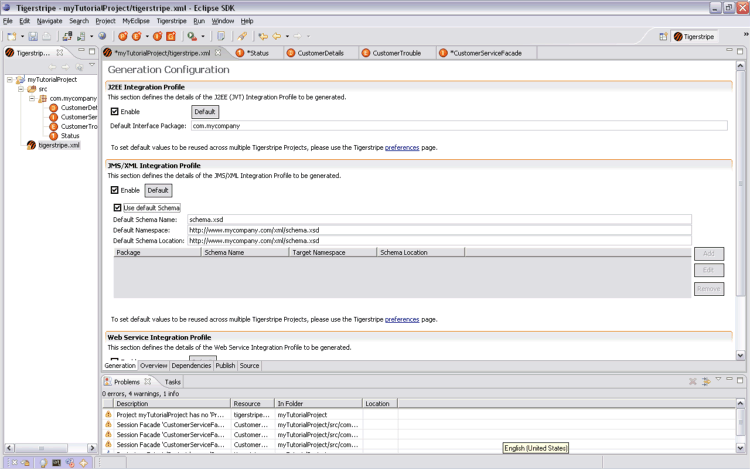 Tigerstripe - myTutorialProject/tigerstripe.xml - Eclipse SDK
File Edit Navigate Search Project MyEclipse Tigerstripe Run Window Help
Tigerstripe
Tigerstrip...
*myTutorialProject/tigerstripe.xml *Status CustomerDetails CustomerTrouble *CustomerServiceFacade
myTutorialProject
src
com.mycompany
CustomerDet
CustomerSer
CustomerTro
Status
tigerstripe.xml
Generation Configuration
J2EE Integration Profile
This section defines the details of the J2EE (JVT) Integration Profile to be generated.
Enable Default
Default Interface Package: com.mycompany
To set default values to be reused across multiple Tigerstripe Projects, please use the Tigerstripe preferences page.
JMS/XML Integration Profile
This section defines the details of the JMS/XML Integration Profile to be generated.
Enable Default
Use default Schema
Default Schema Name: schema.xsd
Default Namespace: http://www.mycompany.com/xml/schema.xsd
Default Schema Location: http://www.mycompany.com/xml/schema.xsd
Package Schema Name Target Namespace Schema Location
Add
Edit
Remove
To set default values to be reused across multiple Tigerstripe Projects, please use the Tigerstripe preferences page.
Web Service Integration Profile
This section defines the details of the Web Service Integration Profile to be generated.
Generation Overview Dependencies Publish Source
Problems Tasks
0 errors, 4 warnings, 1 info
Description Resource In Folder Location
Project myTutorialProject has no 'Pr... tigerstripe... myTutorialProject
Session Facade 'CustomerServiceFa... Customer... myTutorialProject/src/com...
Session Facade 'CustomerServiceFa... Customer... myTutorialProject/src/com...
Session Facade 'CustomerServiceFa... Customer... myTutorialProject/src/com...
English (United States)